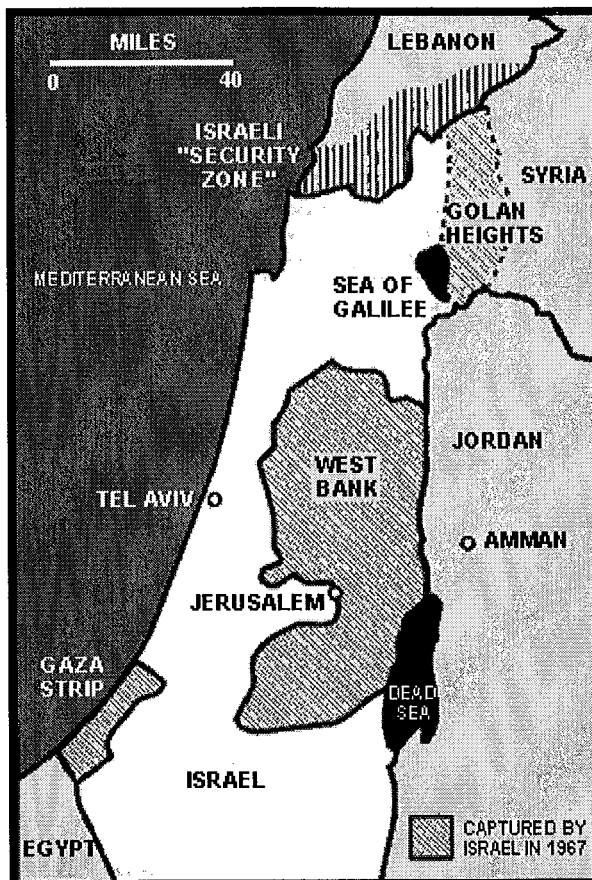 MILES
0
40
LEBANON
ISRAELI
"SECURITY
ZONE"
SYRIA
GOLAN
HEIGHTS
MEDITERRANEAN SEA
SEA OF
GALILEE
WEST
BANK
JORDAN
TEL AVIV
AMMAN
JERUSALEM
GAZA
STRIP
DEAD
SEA
ISRAEL
EGYPT
CAPTURED BY
ISRAEL IN 1967